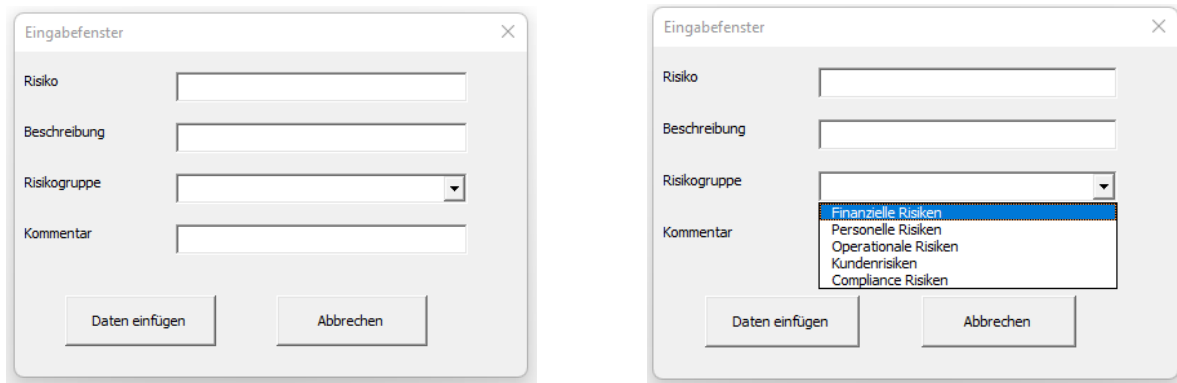 Eingabefenster
Risiko
Beschreibung
Risikogruppe
Kommentar
Daten einfügen
Abbrechen
Eingabefenster
Risiko
Beschreibung
Risikogruppe
Finanzielle Risiken
Personelle Risiken
Operationale Risiken
Kundenrisiken
Compliance Risiken
Kommentar
Daten einfügen
Abbrechen